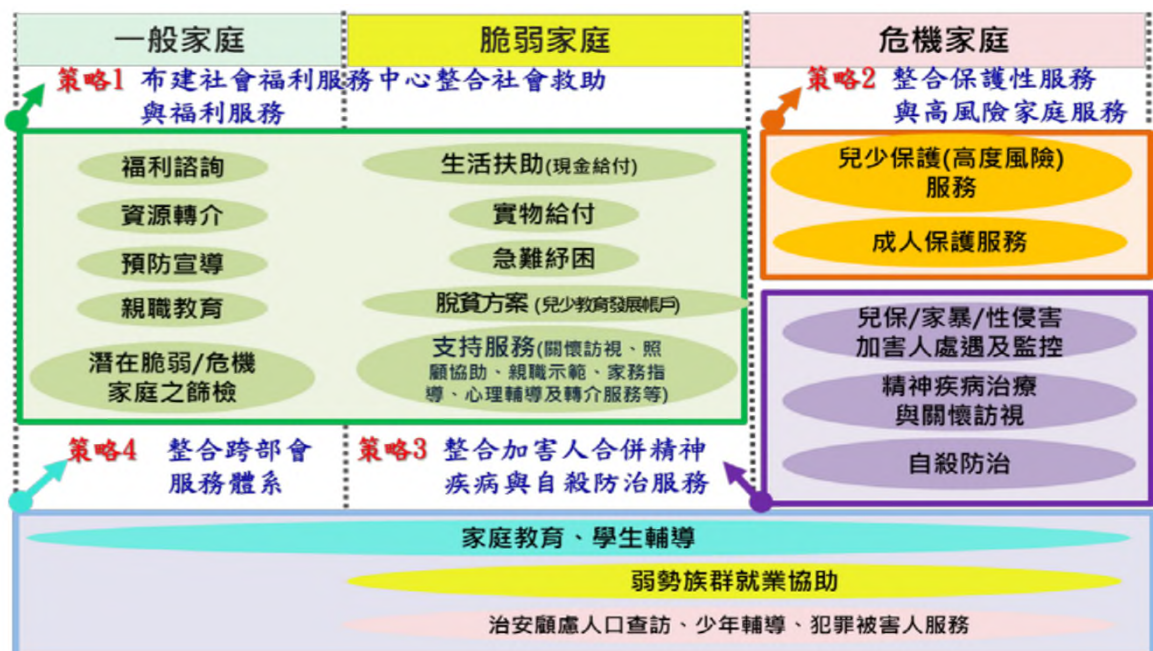 一般家庭
脆弱家庭
危機家庭
策略1 布建社會福利服務中心整合社會救助
與福利服務
策略2 整合保護性服務
與高風險家庭服務
福利諮詢
資源轉介
預防宣導
親職教育
潛在脆弱/危機
家庭之篩檢
生活扶助(現金給付)
實物給付
急難紓困
脫貧方案(兒少教育發展帳戶)
支持服務(關懷訪視、照
顧協助、親職示範、家務指
導、心理輔導及轉介服務等)
兒少保護(高度風險)
服務
成人保護服務
兒保/家暴/性侵害
加害人處遇及監控
精神疾病治療
與關懷訪視
自殺防治
策略4 整合跨部會
服務體系
策略3 整合加害人合併精神
疾病與自殺防治服務
家庭教育、學生輔導
弱勢族群就業協助
治安顧慮人口查訪、少年輔導、犯罪被害人服務